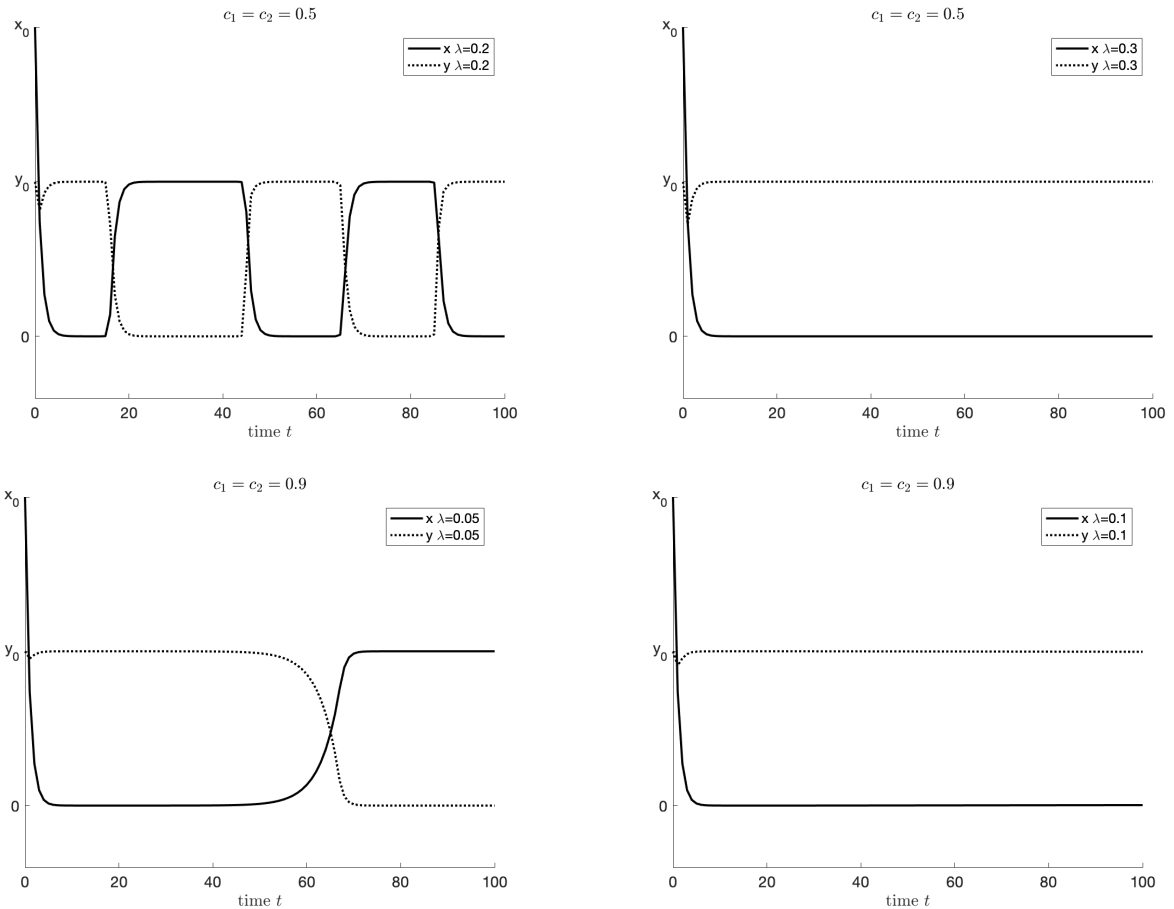 c₁ = c₂ = 0.5
x₀
y₀
0
0 20 40 60 80 100
time t
x λ=0.2
y λ=0.2
c₁ = c₂ = 0.5
x₀
y₀
0
0 20 40 60 80 100
time t
x λ=0.3
y λ=0.3
c₁ = c₂ = 0.9
x₀
y₀
0
0 20 40 60 80 100
time t
x λ=0.05
y λ=0.05
c₁ = c₂ = 0.9
x₀
y₀
0
0 20 40 60 80 100
time t
x λ=0.1
y λ=0.1